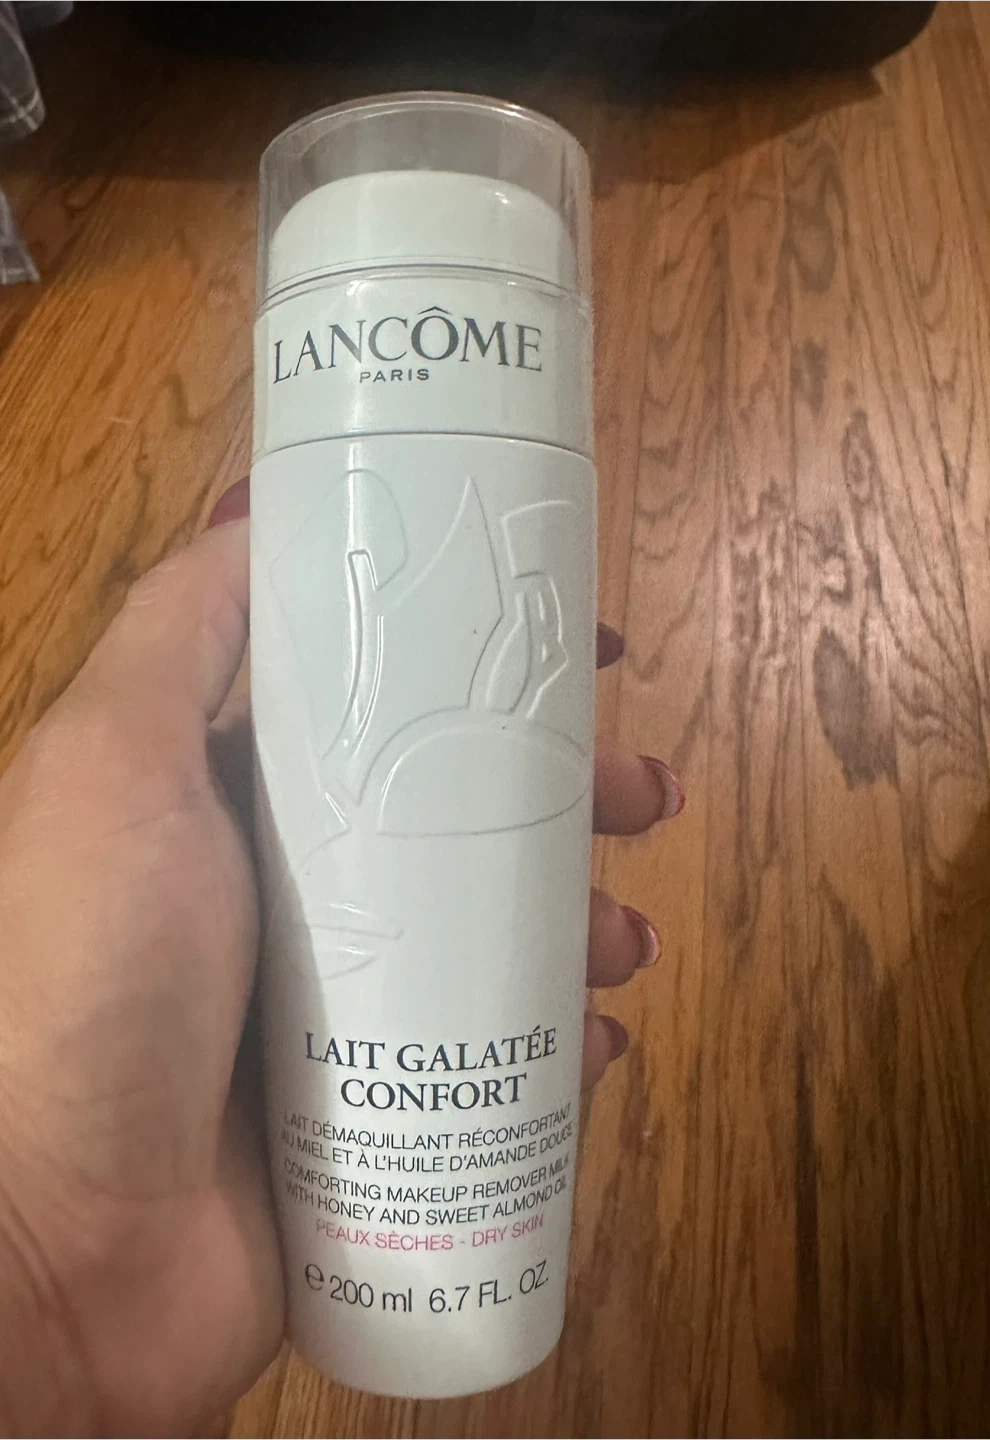 LANCÔME
PARIS
LAIT GALATÉE
CONFORT
LAIT DÉMAQUILLANT RÉCONFORTANT
AU MIEL ET À L'HUILE D'AMANDE DOUCE
COMFORTING MAKEUP REMOVER MILK
WITH HONEY AND SWEET ALMOND OIL
PEAUX SÈCHES - DRY SKIN
℮ 200 ml 6.7 FL. OZ.